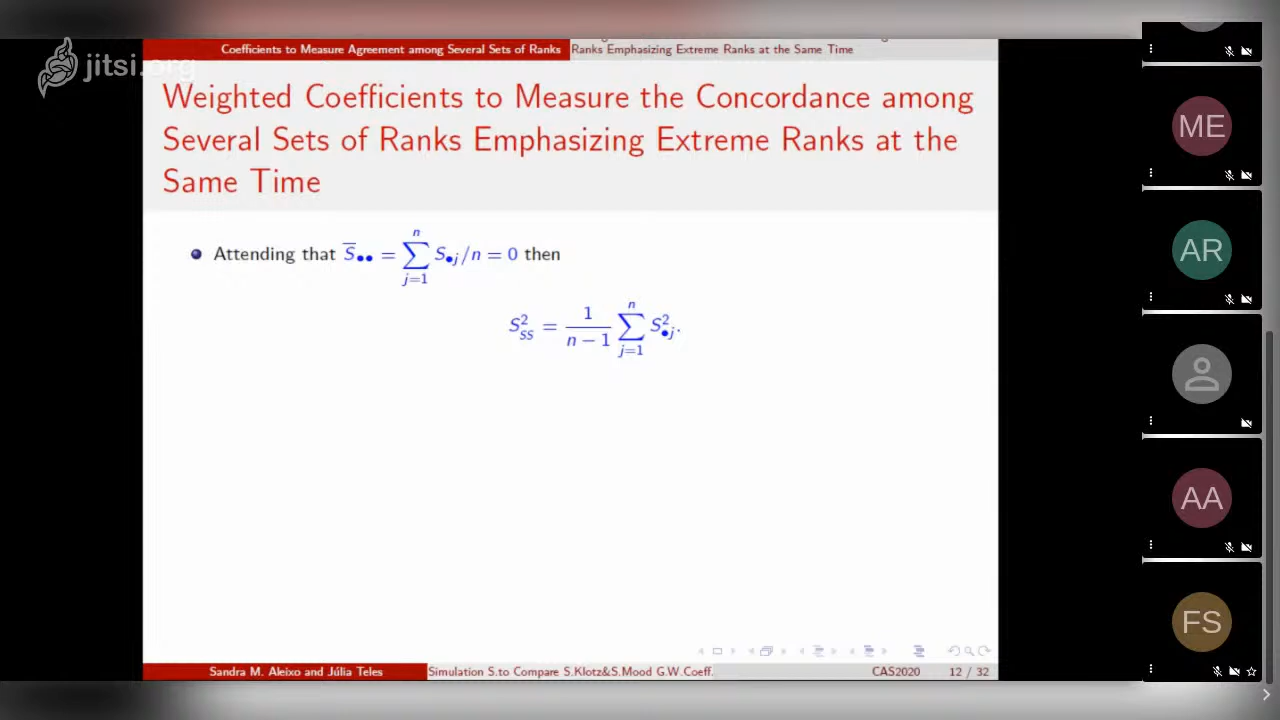 jitsi.org
Coefficients to Measure Agreement among Several Sets of Ranks
Ranks Emphasizing Extreme Ranks at the Same Time
Weighted Coefficients to Measure the Concordance among
Several Sets of Ranks Emphasizing Extreme Ranks at the
Same Time
Attending that S̅•• = ∑_{j=1}^{n} S•j/n = 0 then
S²_{SS} = \frac{1}{n − 1} ∑_{j=1}^{n} S²_{•j}.
Sandra M. Aleixo and Júlia Teles
Simulation S.to Compare S.Klotz&S.Mood G.W.Coeff.
CAS2020
12 / 32
ME
AR
AA
FS